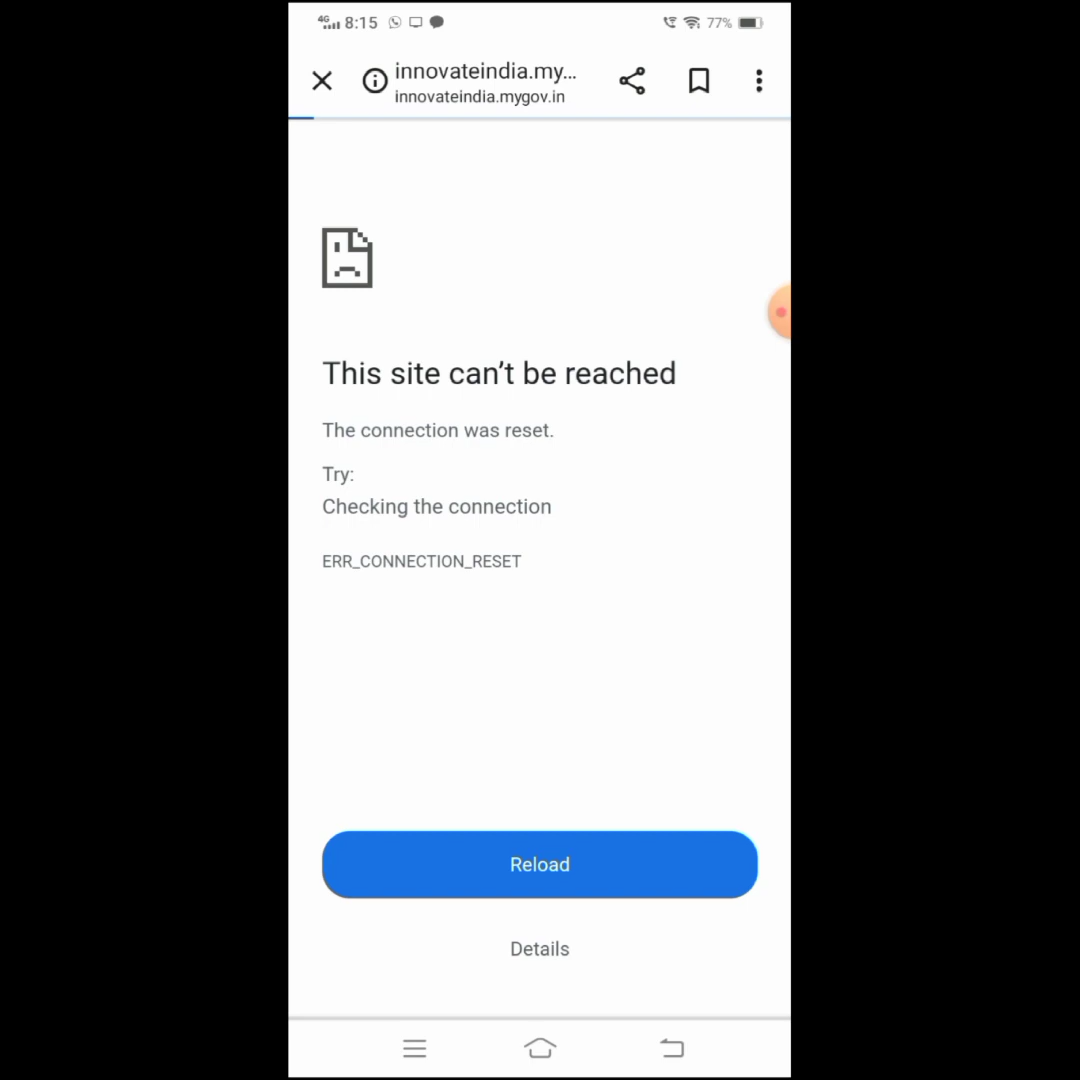 4G 8:15 77%
innovateindia.my...
innovateindia.mygov.in
This site can’t be reached
The connection was reset.
Try:
Checking the connection
ERR_CONNECTION_RESET
Reload
Details